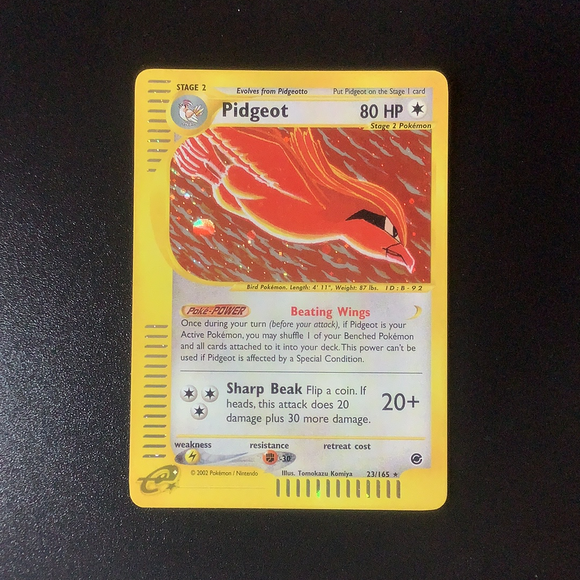 STAGE 2 Evolves from Pidgeotto Put Pidgeot on the Stage 1 card
Pidgeot 80 HP
Stage 2 Pokémon
Bird Pokémon. Length: 4' 11", Weight: 87 lbs. ID:B-92
Poké-POWER Beating Wings
Once during your turn (before your attack), if Pidgeot is your
Active Pokémon, you may shuffle 1 of your Benched Pokémon
and all cards attached to it into your deck. This power can't be
used if Pidgeot is affected by a Special Condition.
Sharp Beak Flip a coin. If
heads, this attack does 20
damage plus 30 more damage.
20+
weakness resistance retreat cost
-30
© 2002 Pokémon / Nintendo Illus. Tomokazu Komiya 23/165 ★
e